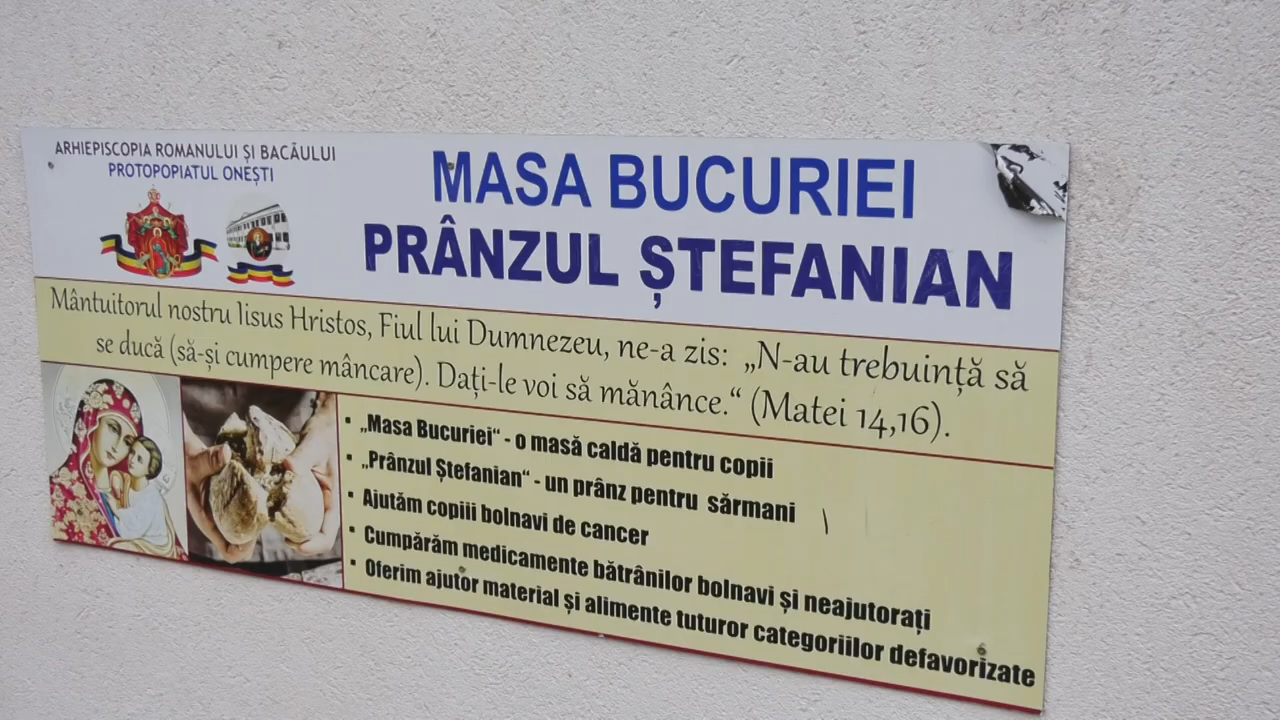 ARHIEPISCOPIA ROMANULUI ȘI BACĂULUI
PROTOPOPIATUL ONEȘTI
MASA BUCURIEI
PRÂNZUL ȘTEFANIAN
Mântuitorul nostru Iisus Hristos, Fiul lui Dumnezeu, ne-a zis: „N-au trebuință să
se ducă (să-și cumpere mâncare). Dați-le voi să mănânce.“ (Matei 14,16).
▪ „Masa Bucuriei“ - o masă caldă pentru copii
▪ „Prânzul Ștefanian“ - un prânz pentru sărmani
▪ Ajutăm copiii bolnavi de cancer
▪ Cumpărăm medicamente bătrânilor bolnavi și neajutorați
▪ Oferim ajutor material și alimente tuturor categoriilor defavorizate